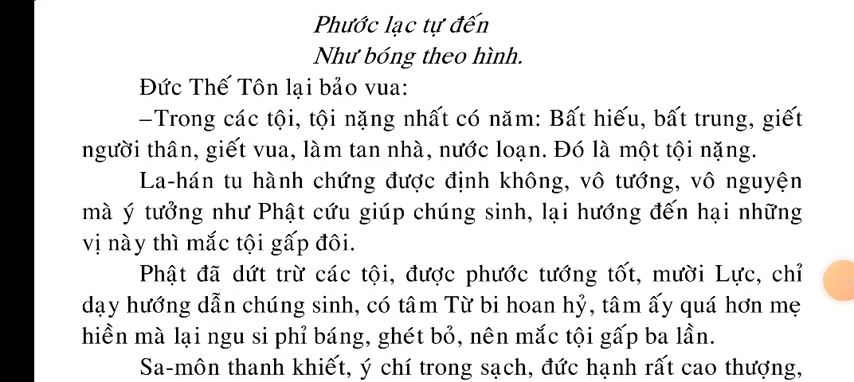 Phước lạc tự đến
Như bóng theo hình.
Đức Thế Tôn lại bảo vua:
–Trong các tội, tội nặng nhất có năm: Bất hiếu, bất trung, giết
người thân, giết vua, làm tan nhà, nước loạn. Đó là một tội nặng.
La-hán tu hành chứng được định không, vô tướng, vô nguyện
mà ý tưởng như Phật cứu giúp chúng sinh, lại hướng đến hại những
vị này thì mắc tội gấp đôi.
Phật đã dứt trừ các tội, được phước tướng tốt, mười Lực, chỉ
dạy hướng dẫn chúng sinh, có tâm Từ bi hoan hỷ, tâm ấy quá hơn mẹ
hiền mà lại ngu si phỉ báng, ghét bỏ, nên mắc tội gấp ba lần.
Sa-môn thanh khiết, ý chí trong sạch, đức hạnh rất cao thượng,